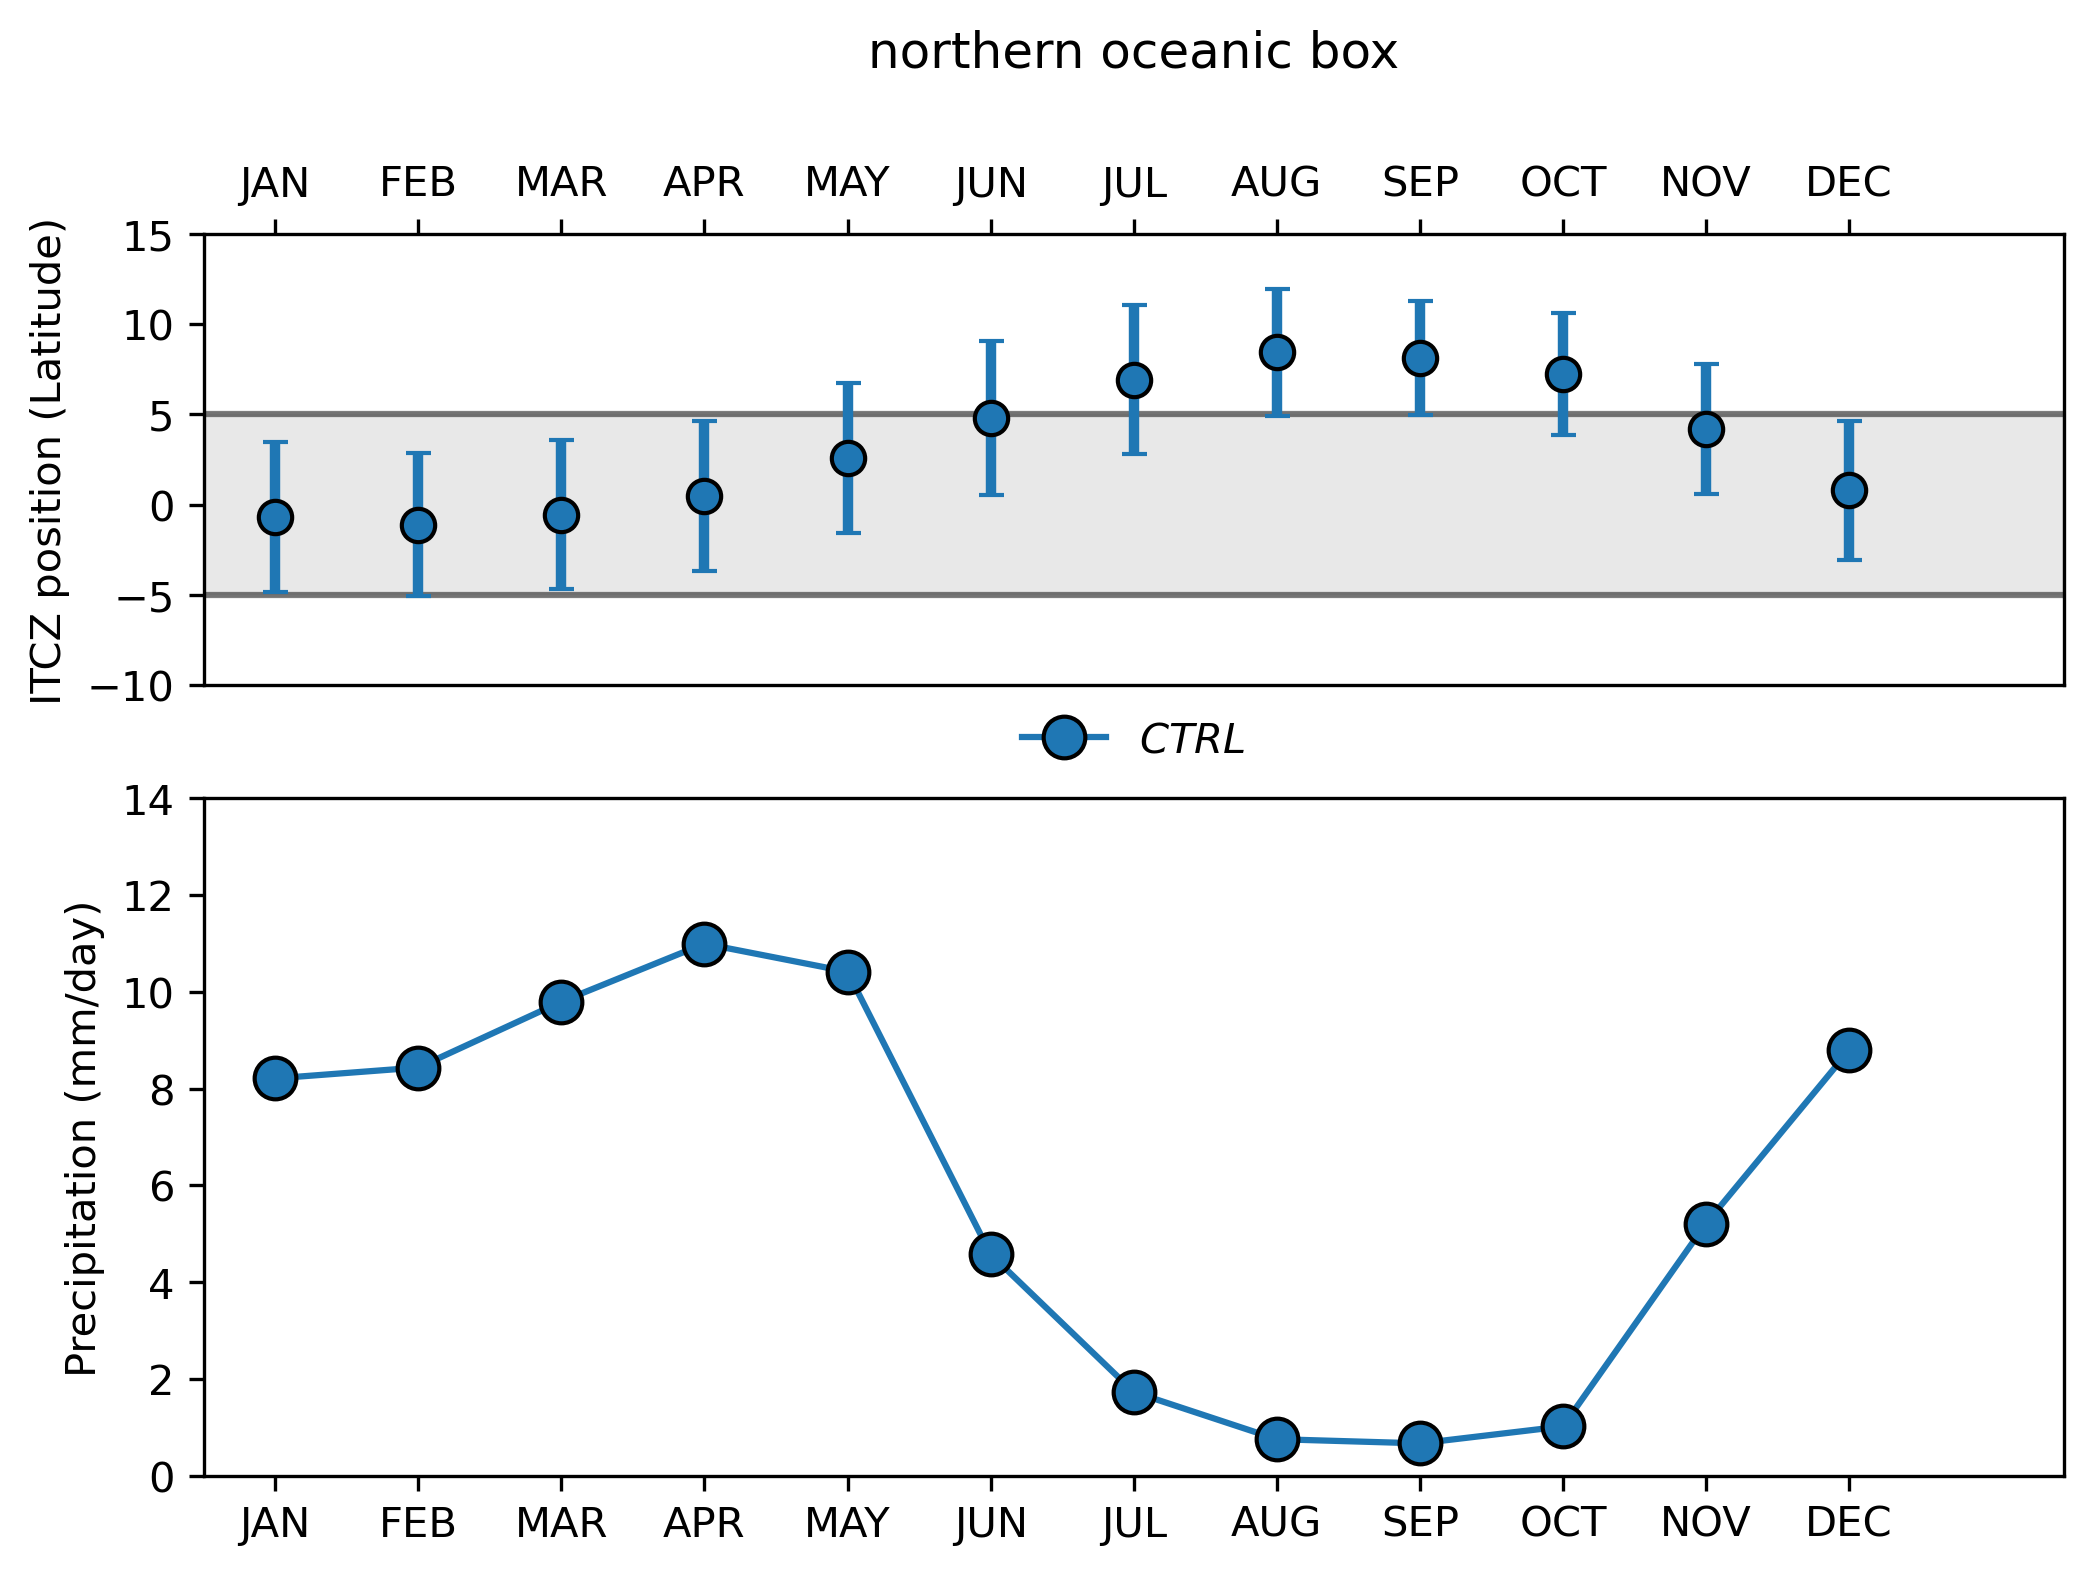 northern oceanic box
JAN FEB MAR APR MAY JUN JUL AUG SEP OCT NOV DEC
ITCZ position (Latitude)
15
10
5
0
−5
−10
CTRL
Precipitation (mm/day)
14
12
10
8
6
4
2
0
JAN FEB MAR APR MAY JUN JUL AUG SEP OCT NOV DEC